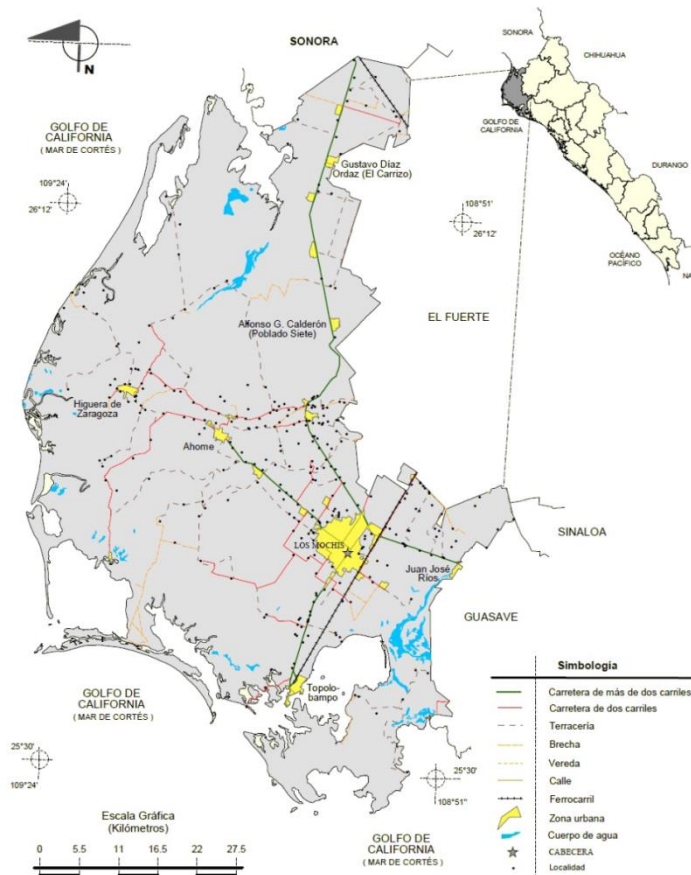 N
SONORA
SONORA
CHIHUAHUA
GOLFO DE
CALIFORNIA
DURANGO
OCÉANO
PACÍFICO
NA
GOLFO DE
CALIFORNIA
( MAR DE CORTÉS )
109°24'
26°12'
Gustavo Díaz
Ordaz (El Carrizo)
108°51'
26°12'
EL FUERTE
Alfonso G. Calderón
(Poblado Siete)
Higuera de
Zaragoza
Ahome
LOS MOCHIS
SINALOA
Juan José
Ríos
GUASAVE
Topolo-
bampo
GOLFO DE
CALIFORNIA
( MAR DE CORTÉS )
25°30'
109°24'
25°30'
108°51"
Escala Gráfica
(Kilómetros)
0 5.5 11 16.5 22 27.5
GOLFO DE
CALIFORNIA
( MAR DE CORTÉS )
Simbología
Carretera de más de dos carriles
Carretera de dos carriles
Terracería
Brecha
Vereda
Calle
Ferrocarril
Zona urbana
Cuerpo de agua
CABECERA
Localidad